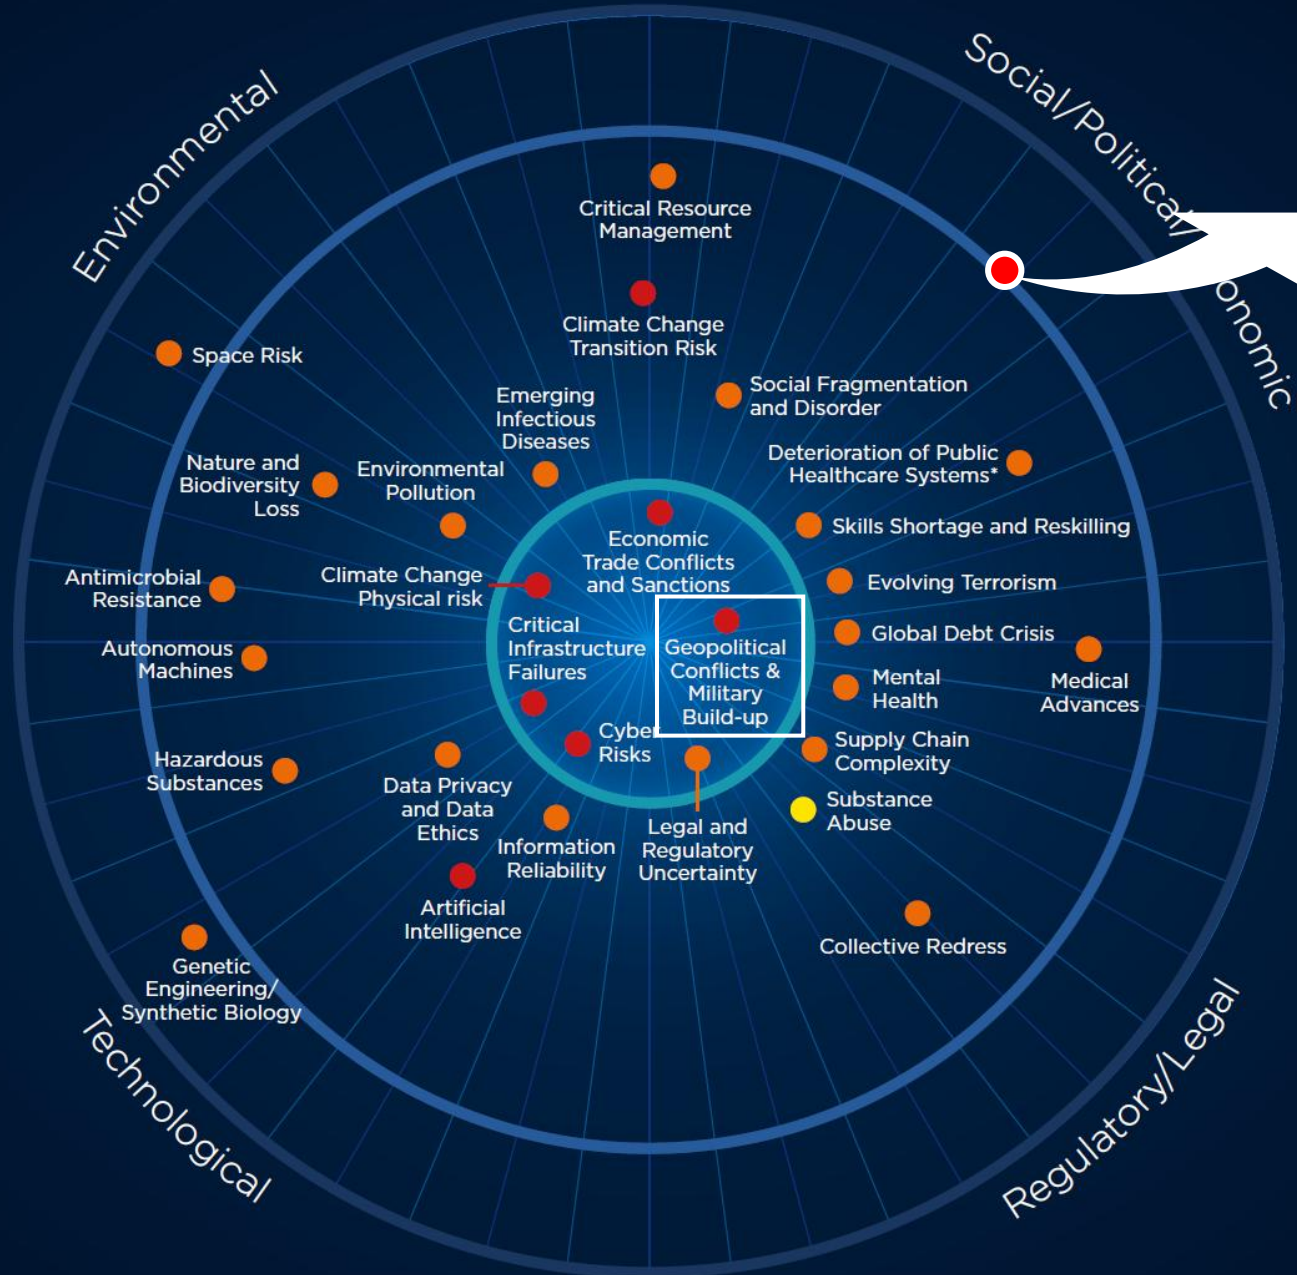 Environmental
Social/Political/
onomic
Critical Resource
Management
Climate Change
Transition Risk
Space Risk
Emerging
Infectious
Diseases
Social Fragmentation
and Disorder
Nature and
Biodiversity
Loss
Environmental
Pollution
Deterioration of Public
Healthcare Systems*
Economic
Trade Conflicts
and Sanctions
Skills Shortage and Reskilling
Antimicrobial
Resistance
Climate Change
Physical risk
Evolving Terrorism
Autonomous
Machines
Critical
Infrastructure
Failures
Geopolitical
Conflicts &
Military
Build-up
Global Debt Crisis
Mental
Health
Medical
Advances
Hazardous
Substances
Cyber
Risks
Supply Chain
Complexity
Data Privacy
and Data
Ethics
Substance
Abuse
Information
Reliability
Legal and
Regulatory
Uncertainty
Artificial
Intelligence
Collective Redress
Genetic
Engineering/
Synthetic Biology
Technological
Regulatory/Legal